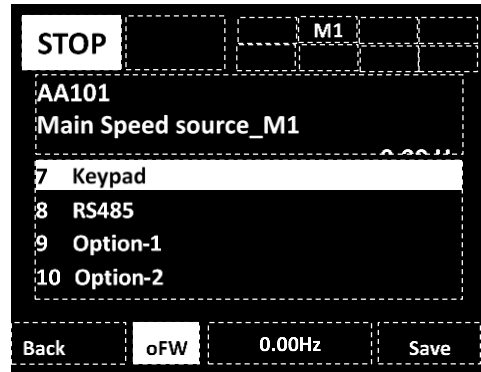 STOP
M1
AA101
Main Speed source_M1
7 Keypad
8 RS485
9 Option-1
10 Option-2
Back oFW 0.00Hz Save